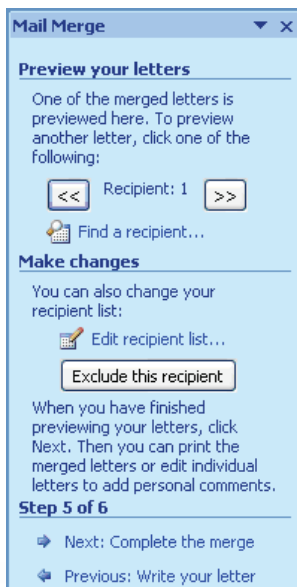 Mail Merge
Preview your letters
One of the merged letters is
previewed here. To preview
another letter, click one of the
following:
<< Recipient: 1 >>
Find a recipient...
Make changes
You can also change your
recipient list:
Edit recipient list...
Exclude this recipient
When you have finished
previewing your letters, click
Next. Then you can print the
merged letters or edit individual
letters to add personal comments.
Step 5 of 6
Next: Complete the merge
Previous: Write your letter